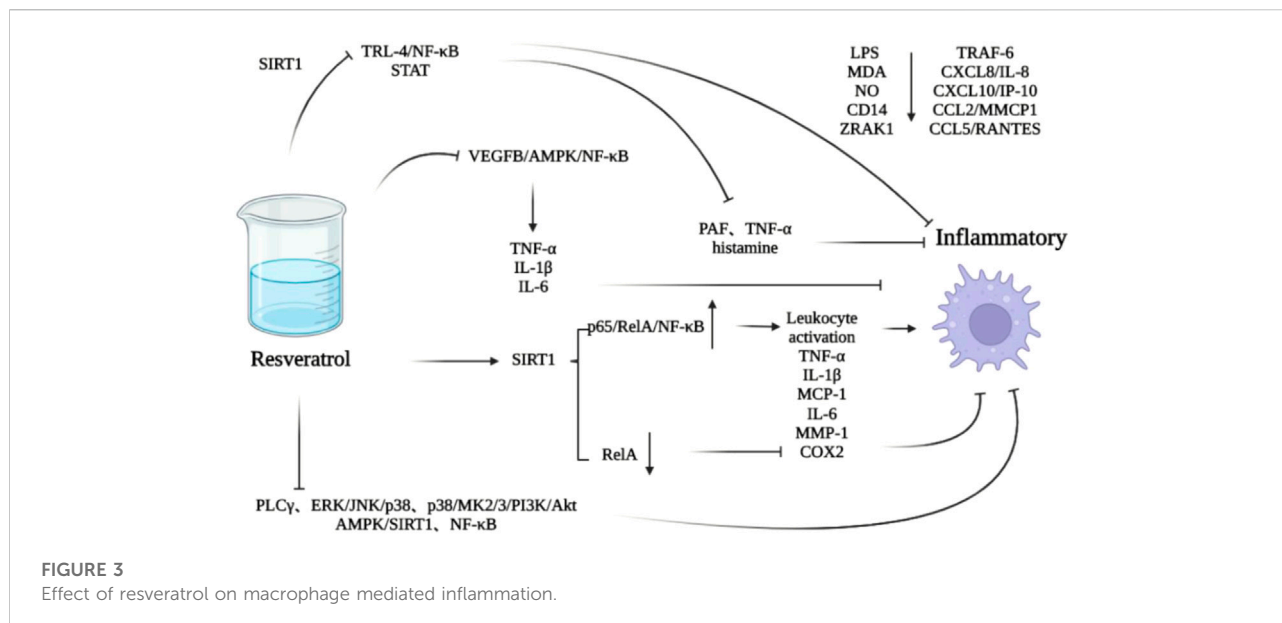 SIRT1
TRL-4/NF-κB
STAT
LPS
MDA
NO
CD14
ZRAK1
TRAF-6
CXCL8/IL-8
CXCL10/IP-10
CCL2/MMCP1
CCL5/RANTES
VEGFB/AMPK/NF-κB
TNF-α
IL-1β
IL-6
PAF、TNF-α
histamine
Inflammatory
Resveratrol
SIRT1
p65/RelA/NF-κB
RelA
Leukocyte
activation
TNF-α
IL-1β
MCP-1
IL-6
MMP-1
COX2
PLCγ、ERK/JNK/p38、p38/MK2/3/PI3K/Akt
AMPK/SIRT1、NF-κB
FIGURE 3
Effect of resveratrol on macrophage mediated inflammation.